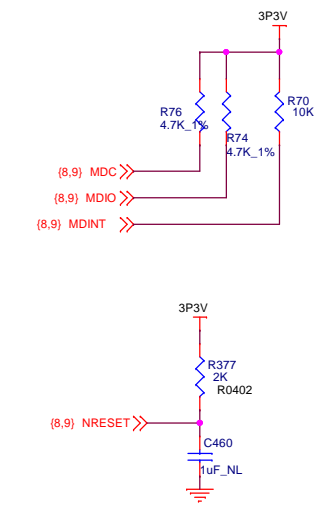 3P3V
R76
4.7K_1%
R74
4.7K_1%
R70
10K
{8,9} MDC
{8,9} MDIO
{8,9} MDINT
3P3V
R377
2K
R0402
{8,9} NRESET
C460
1uF_NL